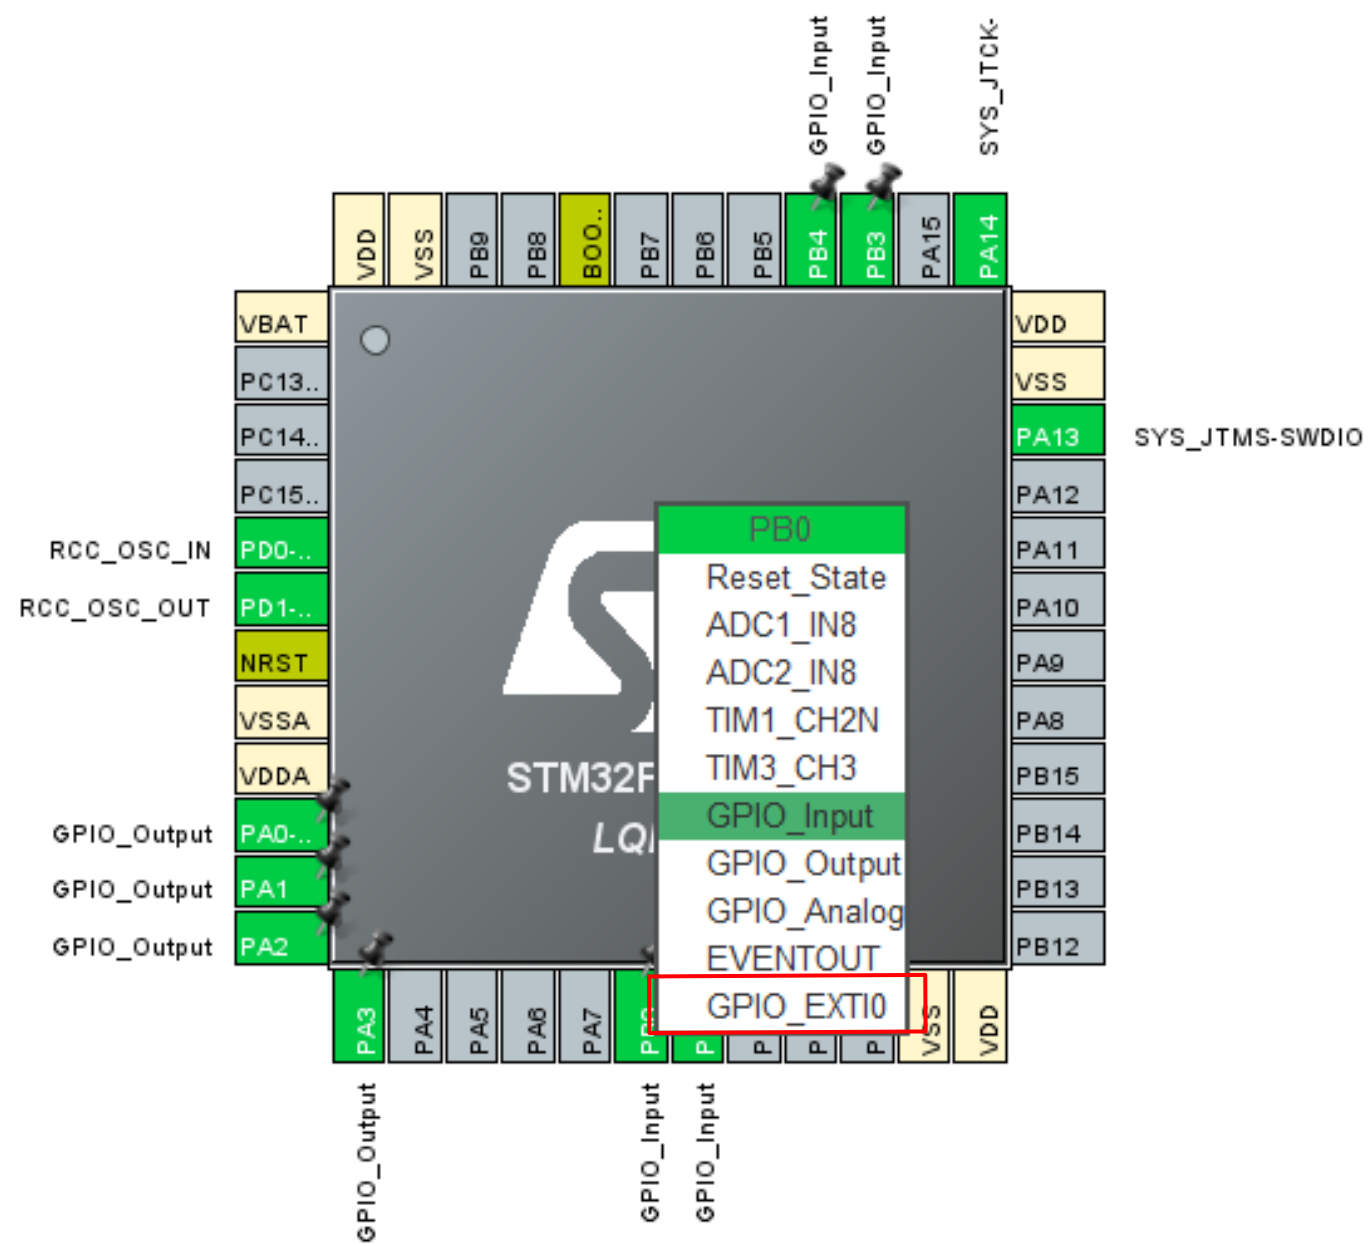 GPIO_Input
GPIO_Input
SYS_JTCK-
VDD
VSS
PB9
PB8
BOO..
PB7
PB6
PB5
PB4
PB3
PA15
PA14
VBAT
PC13..
PC14..
PC15..
RCC_OSC_IN
PD0-..
RCC_OSC_OUT
PD1-..
NRST
VSSA
VDDA
GPIO_Output
PA0-..
GPIO_Output
PA1
GPIO_Output
PA2
VDD
VSS
PA13
SYS_JTMS-SWDIO
PA12
PA11
PA10
PA9
PA8
PB15
PB14
PB13
PB12
STM32F
PB0
Reset_State
ADC1_IN8
ADC2_IN8
TIM1_CH2N
TIM3_CH3
GPIO_Input
GPIO_Output
GPIO_Analog
EVENTOUT
GPIO_EXTI0
PA3
PA4
PA5
PA6
PA7
P
P
P
P
VSS
VDD
GPIO_Output
GPIO_Input
GPIO_Input